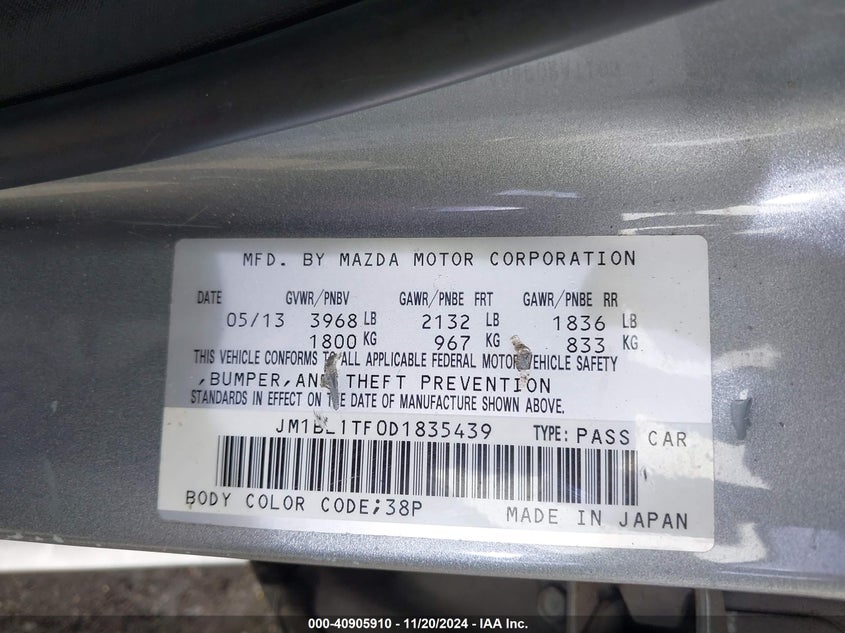 MFD. BY MAZDA MOTOR CORPORATION
DATE GVWR/PNBV GAWR/PNBE FRT GAWR/PNBE RR
05/13 3968 LB 2132 LB 1836 LB
1800 KG 967 KG 833 KG
THIS VEHICLE CONFORMS TO ALL APPLICABLE FEDERAL MOTOR VEHICLE SAFETY
,BUMPER,AND THEFT PREVENTION
STANDARDS IN EFFECT ON THE DATE OF MANUFACTURE SHOWN ABOVE.
JM1BL1TF0D1835439 TYPE: PASS CAR
BODY COLOR CODE;38P
MADE IN JAPAN
000-40905910 - 11/20/2024 - IAA Inc.